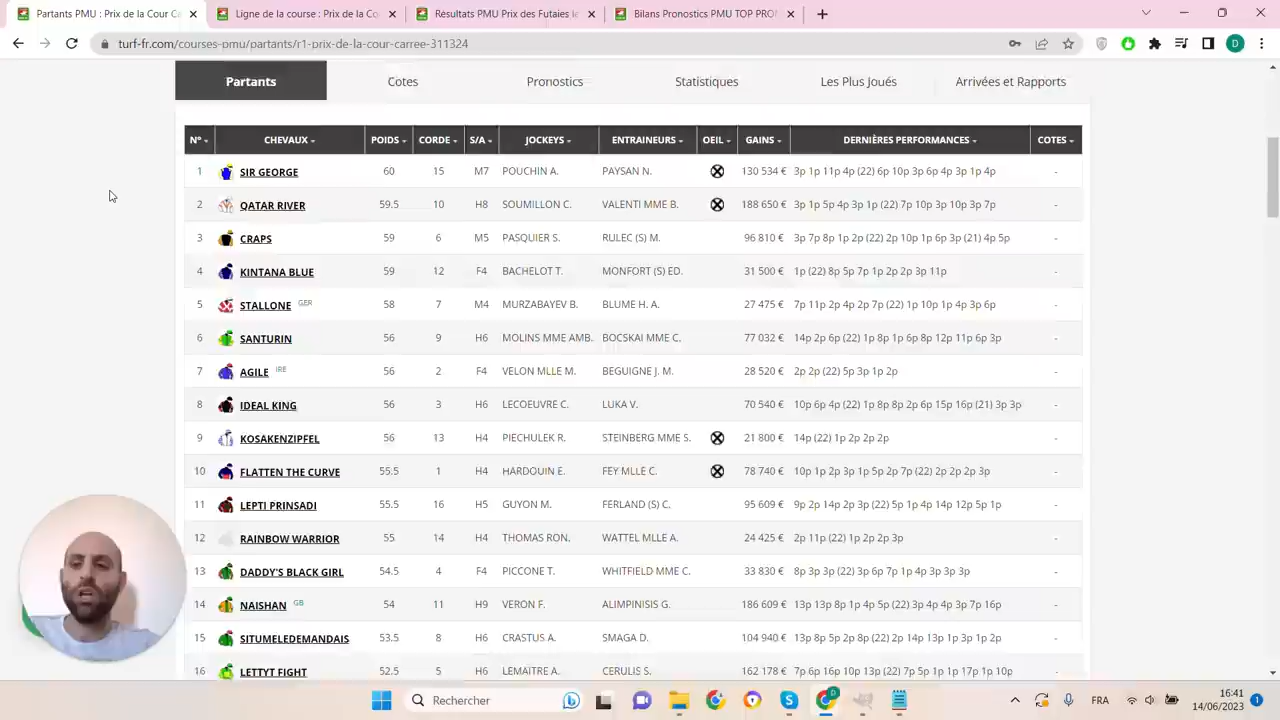 Partants PMU : Prix de la Cour C
Ligne de la course : Prix de la Co
Résultats PMU Prix des Futaies le
Bilans Pronostics PMU TOP PRO
turf-fr.com/courses-pmu/partants/r1-prix-de-la-cour-carree-311324
D
Partants Cotes Pronostics Statistiques Les Plus Joués Arrivées et Rapports
N° CHEVAUX POIDS CORDE S/A JOCKEYS ENTRAINEURS OEIL GAINS DERNIÈRES PERFORMANCES COTES
1 SIR GEORGE 60 15 M7 POUCHIN A. PAYSAN N. 130 534 € 3p 1p 11p 4p (22) 6p 10p 3p 6p 4p 3p 1p 4p -
2 QATAR RIVER 59.5 10 H8 SOUMILLON C. VALENTI MME B. 188 650 € 3p 1p 5p 4p 3p 1p (22) 7p 10p 3p 10p 3p 7p -
3 CRAPS 59 6 M5 PASQUIER S. RULEC (S) M. 96 810 € 3p 7p 8p 1p 2p (22) 2p 10p 1p 6p 3p (21) 4p 5p -
4 KINTANA BLUE 59 12 F4 BACHELOT T. MONFORT (S) ED. 31 500 € 1p (22) 8p 5p 7p 1p 2p 2p 3p 11p -
5 STALLONE GER 58 7 M4 MURZABAYEV B. BLUME H. A. 27 475 € 7p 11p 2p 4p 2p 7p (22) 1p 10p 1p 4p 3p 6p -
6 SANTURIN 56 9 H6 MOLINS MME AMB. BOCSKAI MME C. 77 032 € 14p 2p 6p (22) 1p 8p 1p 6p 8p 12p 11p 6p 3p -
7 AGILE IRE 56 2 F4 VELON MLLE M. BEGUIGNE J. M. 28 520 € 2p 2p (22) 5p 3p 1p 2p -
8 IDEAL KING 56 3 H6 LECOEUVRE C. LUKA V. 70 540 € 10p 6p 4p (22) 1p 8p 8p 2p 6p 15p 16p (21) 3p 3p -
9 KOSAKENZIPFEL 56 13 H4 PIECHULEK R. STEINBERG MME S. 21 800 € 14p (22) 1p 2p 2p 2p -
10 FLATTEN THE CURVE 55.5 1 H4 HARDOUIN E. FEY MLLE C. 78 740 € 10p 1p 2p 3p 1p 5p 2p 7p (22) 2p 2p 2p 3p -
11 LEPTI PRINSADI 55.5 16 H5 GUYON M. FERLAND (S) C. 95 609 € 9p 2p 14p 2p 3p (22) 5p 1p 4p 14p 12p 5p 1p -
12 RAINBOW WARRIOR 55 14 H4 THOMAS RON. WATTEL MLLE A. 24 425 € 2p 11p (22) 1p 2p 2p 3p -
13 DADDY'S BLACK GIRL 54.5 4 F4 PICCONE T. WHITFIELD MME C. 33 830 € 8p 3p 3p (22) 3p 6p 7p 1p 4p 3p 3p 3p -
14 NAISHAN GB 54 11 H9 VERON F. ALIMPINISIS G. 186 609 € 13p 13p 8p 1p 4p 5p (22) 3p 4p 4p 3p 7p 16p -
15 SITUMELEDEMANDAIS 53.5 8 H6 CRASTUS A. SMAGA D. 104 940 € 13p 8p 5p 2p 8p (22) 2p 14p 13p 1p 3p 1p 2p -
16 LETTYT FIGHT 52.5 5 H6 LEMAITRE A. CERULIS S. 162 178 € 7p 6p 16p 10p 13p (22) 7p 5p 1p 1p 17p 1p 10p -
Rechercher
FRA
16:41
14/06/2023
1